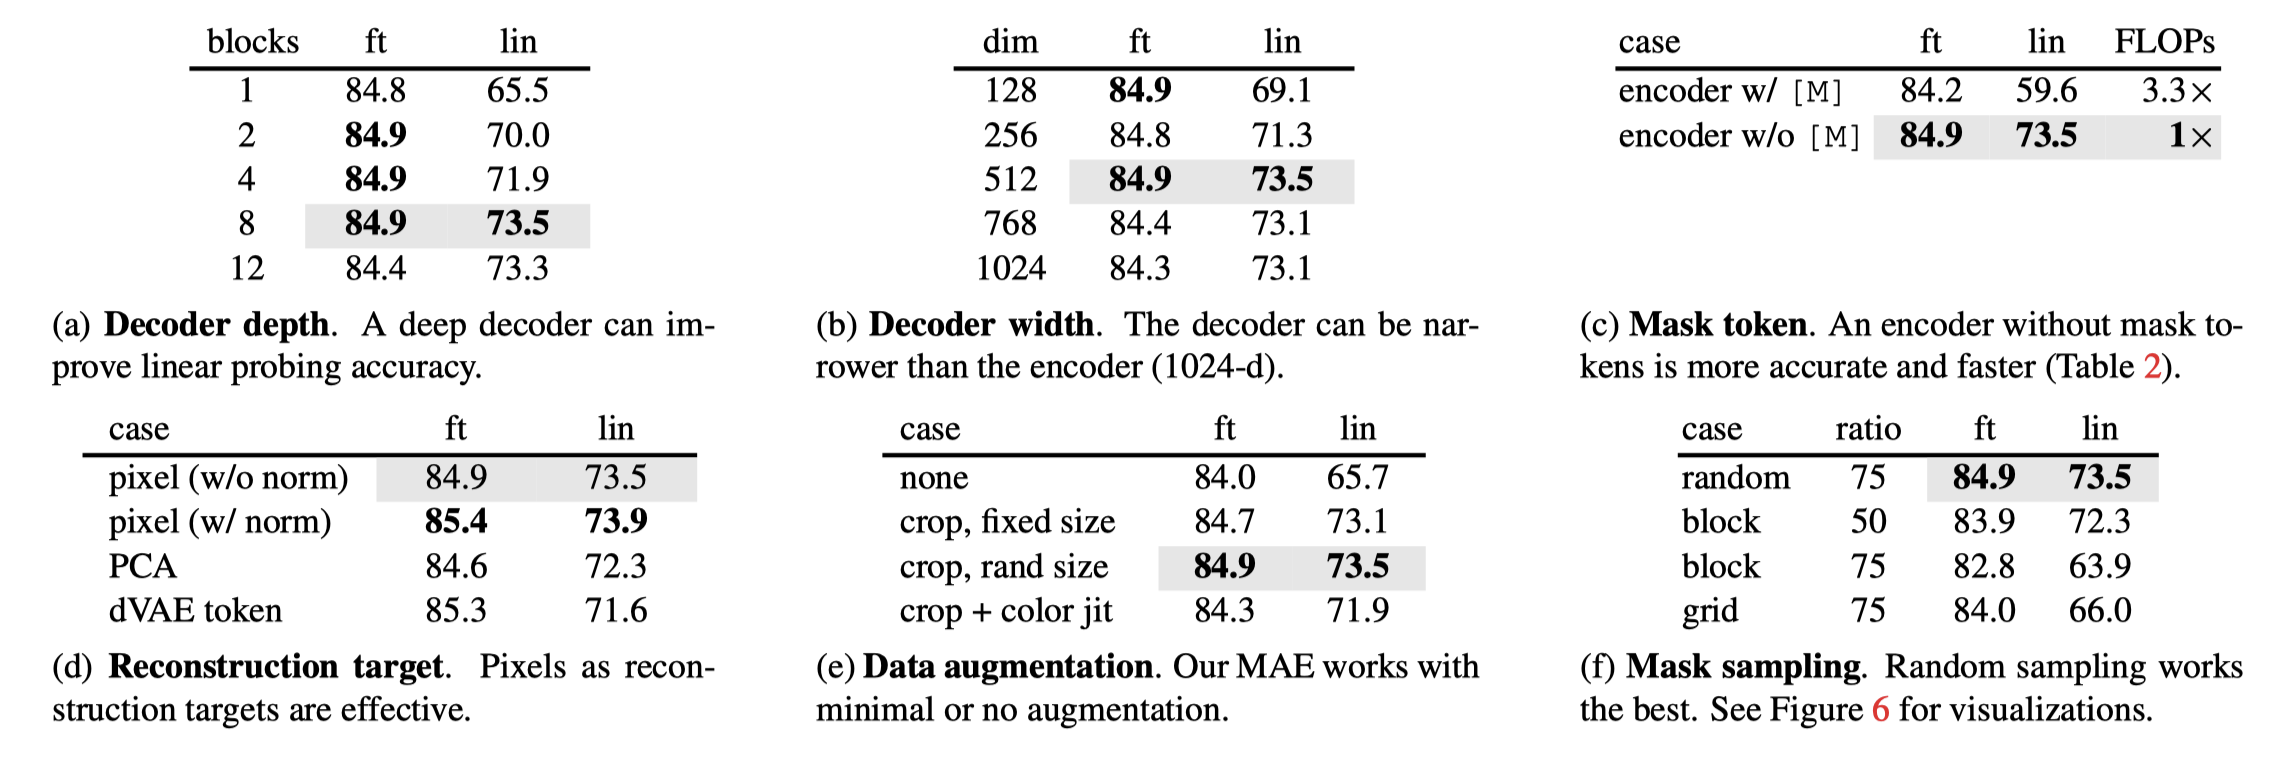 blocks ft lin
1 84.8 65.5
2 84.9 70.0
4 84.9 71.9
8 84.9 73.5
12 84.4 73.3
(a) Decoder depth. A deep decoder can im-
prove linear probing accuracy.
dim ft lin
128 84.9 69.1
256 84.8 71.3
512 84.9 73.5
768 84.4 73.1
1024 84.3 73.1
(b) Decoder width. The decoder can be nar-
rower than the encoder (1024-d).
case ft lin FLOPs
encoder w/ [M] 84.2 59.6 3.3×
encoder w/o [M] 84.9 73.5 1×
(c) Mask token. An encoder without mask to-
kens is more accurate and faster (Table 2).
case ft lin
pixel (w/o norm) 84.9 73.5
pixel (w/ norm) 85.4 73.9
PCA 84.6 72.3
dVAE token 85.3 71.6
(d) Reconstruction target. Pixels as recon-
struction targets are effective.
case ft lin
none 84.0 65.7
crop, fixed size 84.7 73.1
crop, rand size 84.9 73.5
crop + color jit 84.3 71.9
(e) Data augmentation. Our MAE works with
minimal or no augmentation.
case ratio ft lin
random 75 84.9 73.5
block 50 83.9 72.3
block 75 82.8 63.9
grid 75 84.0 66.0
(f) Mask sampling. Random sampling works
the best. See Figure 6 for visualizations.